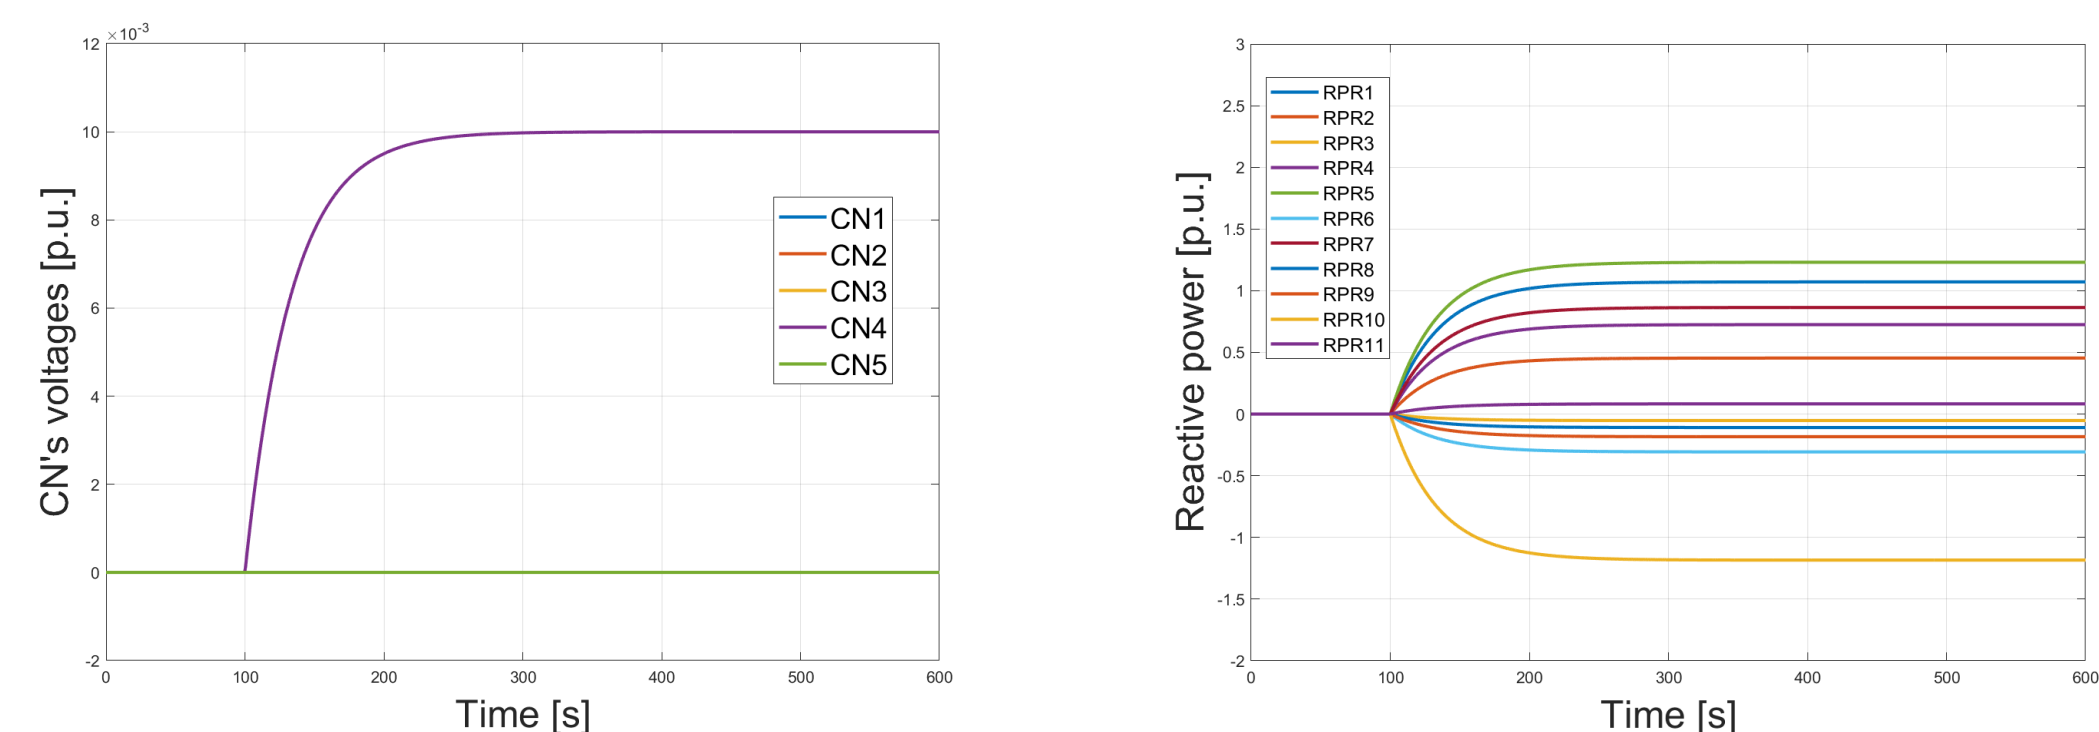 ×10-3
12
10
8
6
4
2
0
-2
0 100 200 300 400 500 600
CN's voltages [p.u.]
Time [s]
CN1
CN2
CN3
CN4
CN5
3
2.5
2
1.5
1
0.5
0
-0.5
-1
-1.5
-2
0 100 200 300 400 500 600
Reactive power [p.u.]
Time [s]
RPR1
RPR2
RPR3
RPR4
RPR5
RPR6
RPR7
RPR8
RPR9
RPR10
RPR11